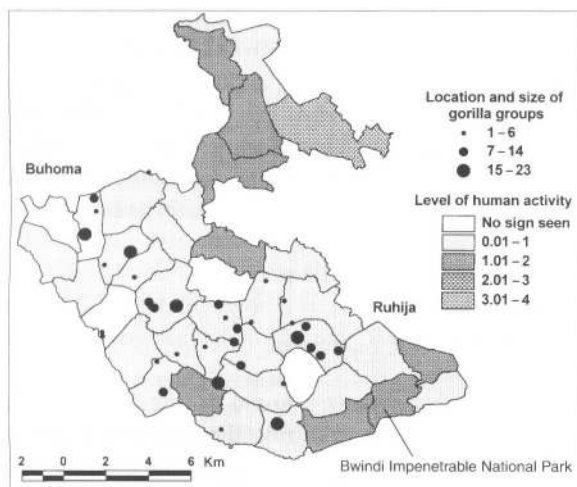 Location and size of
gorilla groups
1 – 6
7 – 14
15 – 23
Buhoma
Level of human activity
No sign seen
0.01 – 1
1.01 – 2
2.01 – 3
3.01 – 4
Ruhija
Bwindi Impenetrable National Park
2 0 2 4 6 Km